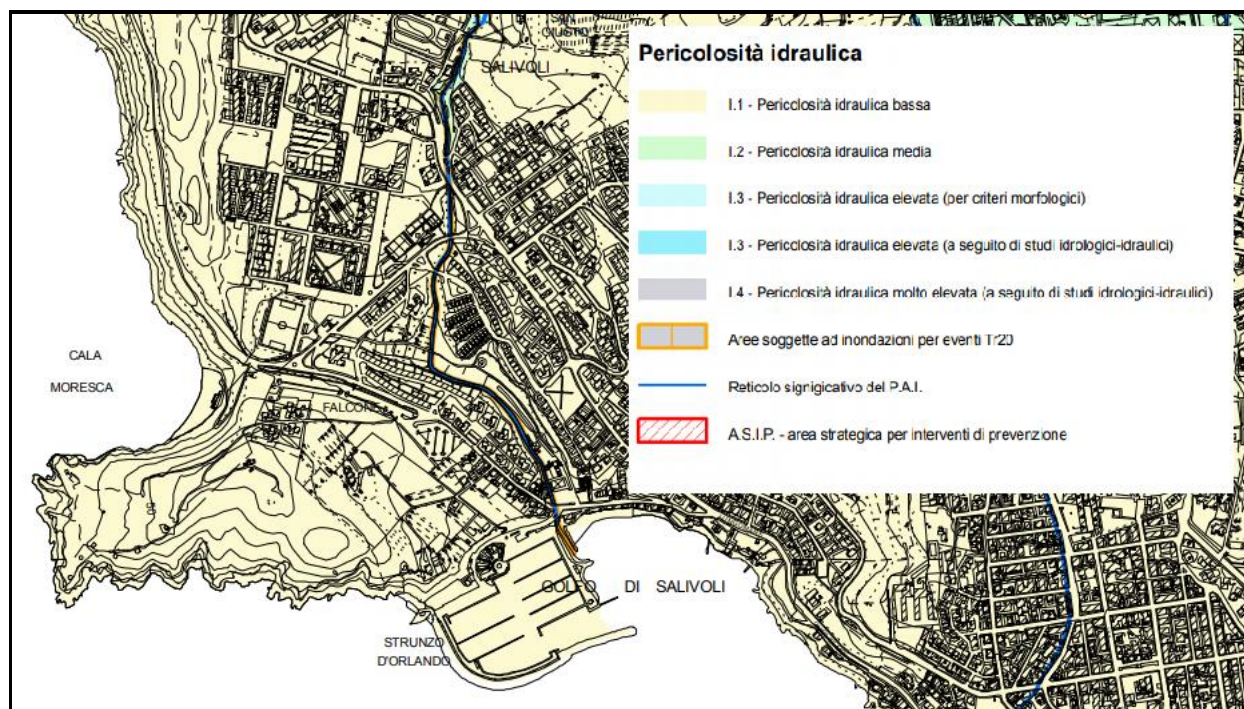 SAN
GIUSTO
SALIVOLI
CALA
MORESCA
FALCONE
GOLFO DI SALIVOLI
STRUNZO
D'ORLANDO
Pericolosità idraulica
I.1 - Pericolosità idraulica bassa
I.2 - Pericolosità idraulica media
I.3 - Pericolosità idraulica elevata (per criteri morfologici)
I.3 - Pericolosità idraulica elevata (a seguito di studi idrologici-idraulici)
I.4 - Pericolosità idraulica molto elevata (a seguito di studi idrologici-idraulici)
Aree soggette ad inondazioni per eventi Tr20
Reticolo signigicativo del P.A.I.
A.S.I.P. - area strategica per interventi di prevenzione